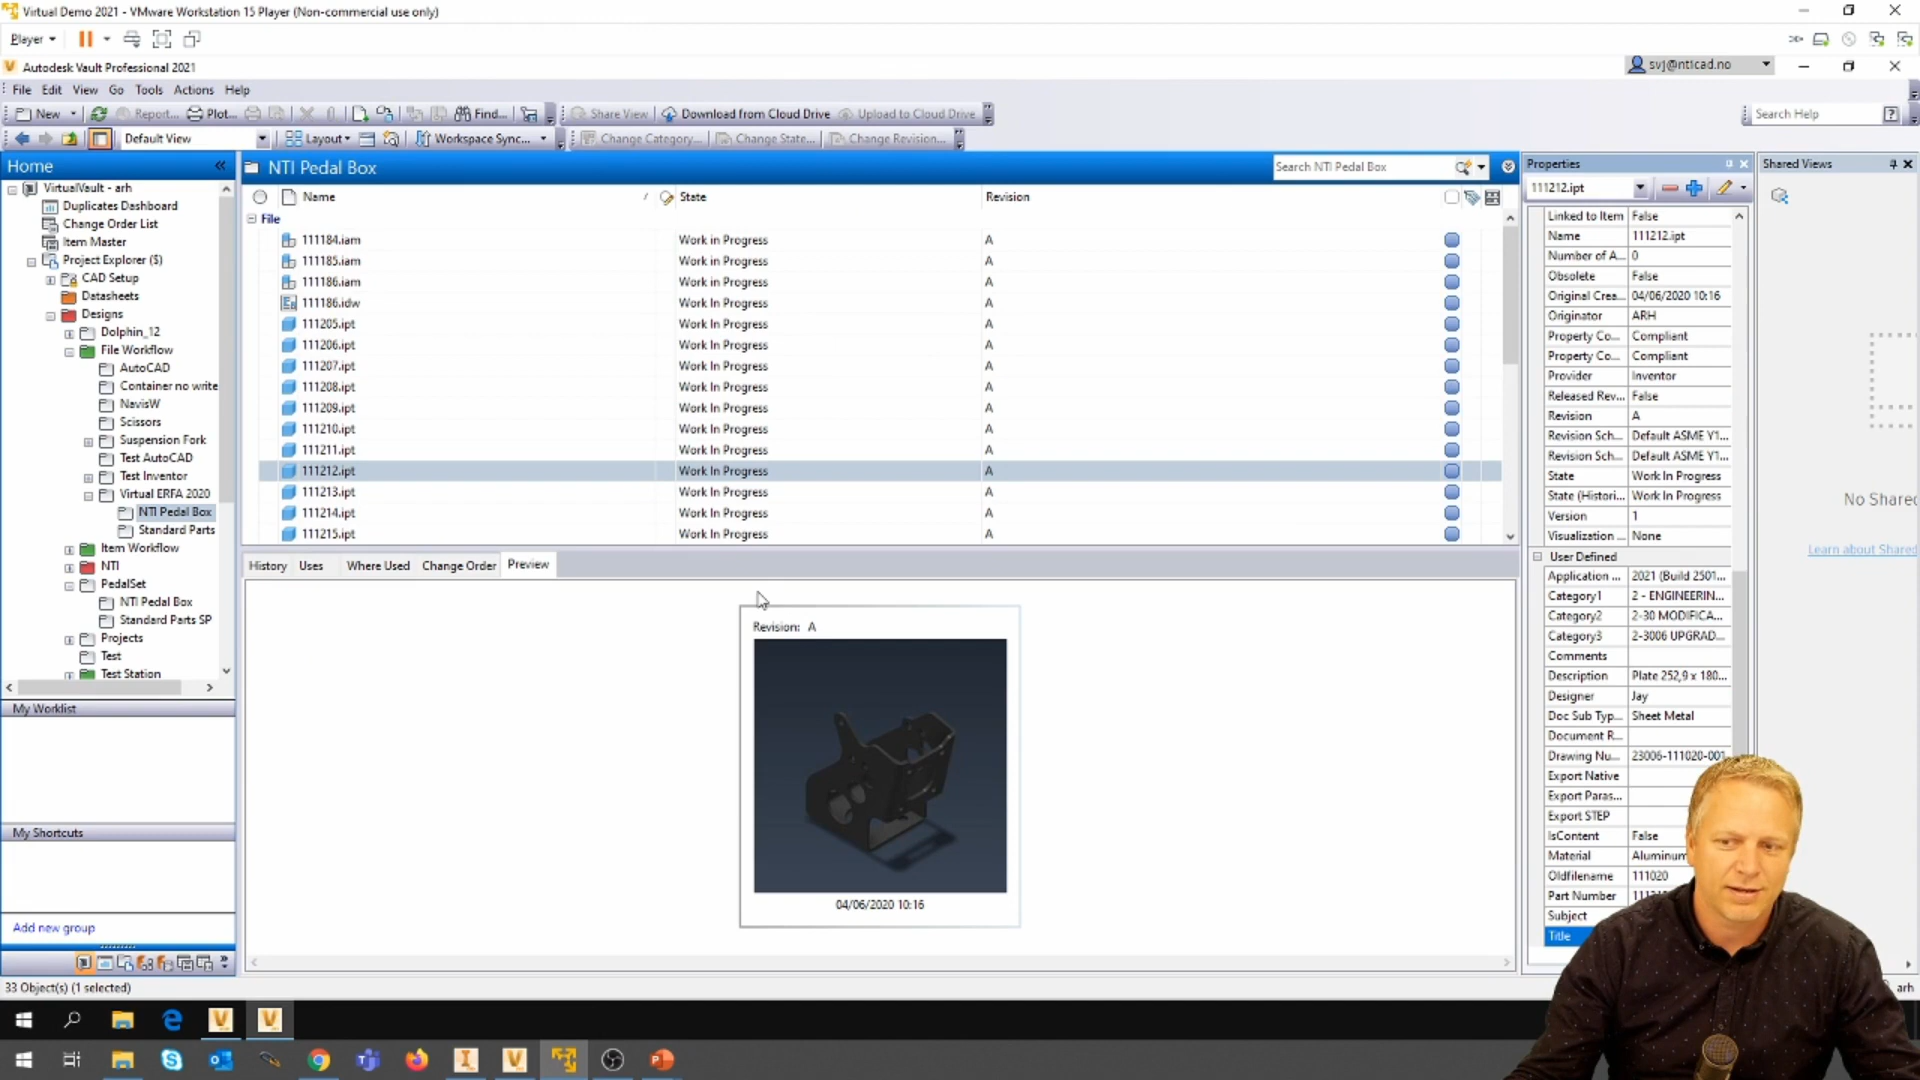 Virtual Demo 2021 - VMware Workstation 15 Player (Non-commercial use only)
Player
Autodesk Vault Professional 2021
svj@nticad.no
File Edit View Go Tools Actions Help
New Report... Plot... Find... Share View Download from Cloud Drive Upload to Cloud Drive Search Help
Default View Layout Workspace Sync... Change Category... Change State... Change Revision...
Home
VirtualVault - arh
Duplicates Dashboard
Change Order List
Item Master
Project Explorer ($)
CAD Setup
Datasheets
Designs
Dolphin_12
File Workflow
AutoCAD
Container no write
NavisW
Scissors
Suspension Fork
Test AutoCAD
Test Inventor
Virtual ERFA 2020
NTI Pedal Box
Standard Parts
Item Workflow
NTI
PedalSet
NTI Pedal Box
Standard Parts SP
Projects
Test
Test Station
My Worklist
My Shortcuts
Add new group
NTI Pedal Box Search NTI Pedal Box
Name State Revision
File
111184.iam Work in Progress A
111185.iam Work in Progress A
111186.iam Work in Progress A
111186.idw Work in Progress A
111205.ipt Work In Progress A
111206.ipt Work In Progress A
111207.ipt Work In Progress A
111208.ipt Work In Progress A
111209.ipt Work In Progress A
111210.ipt Work In Progress A
111211.ipt Work In Progress A
111212.ipt Work In Progress A
111213.ipt Work In Progress A
111214.ipt Work In Progress A
111215.ipt Work In Progress A
History Uses Where Used Change Order Preview
Revision: A
04/06/2020 10:16
Properties
111212.ipt
Linked to Item False
Name 111212.ipt
Number of A... 0
Obsolete False
Original Crea... 04/06/2020 10:16
Originator ARH
Property Co... Compliant
Property Co... Compliant
Provider Inventor
Released Rev... False
Revision A
Revision Sch... Default ASME Y1...
Revision Sch... Default ASME Y1...
State Work In Progress
State (Histori... Work In Progress
Version 1
Visualization ... None
User Defined
Application ... 2021 (Build 2501...
Category1 2 - ENGINEERIN...
Category2 2-30 MODIFICA...
Category3 2-3006 UPGRAD...
Comments
Description Plate 252,9 x 180...
Designer Jay
Doc Sub Typ... Sheet Metal
Document R...
Drawing Nu... 23006-111020-001
Export Native
Export Paras...
Export STEP
IsContent False
Material Aluminum
Oldfilename 111020
Part Number
Subject
Title
Shared Views
No Shared
Learn about Shared
33 Object(s) (1 selected)
arh